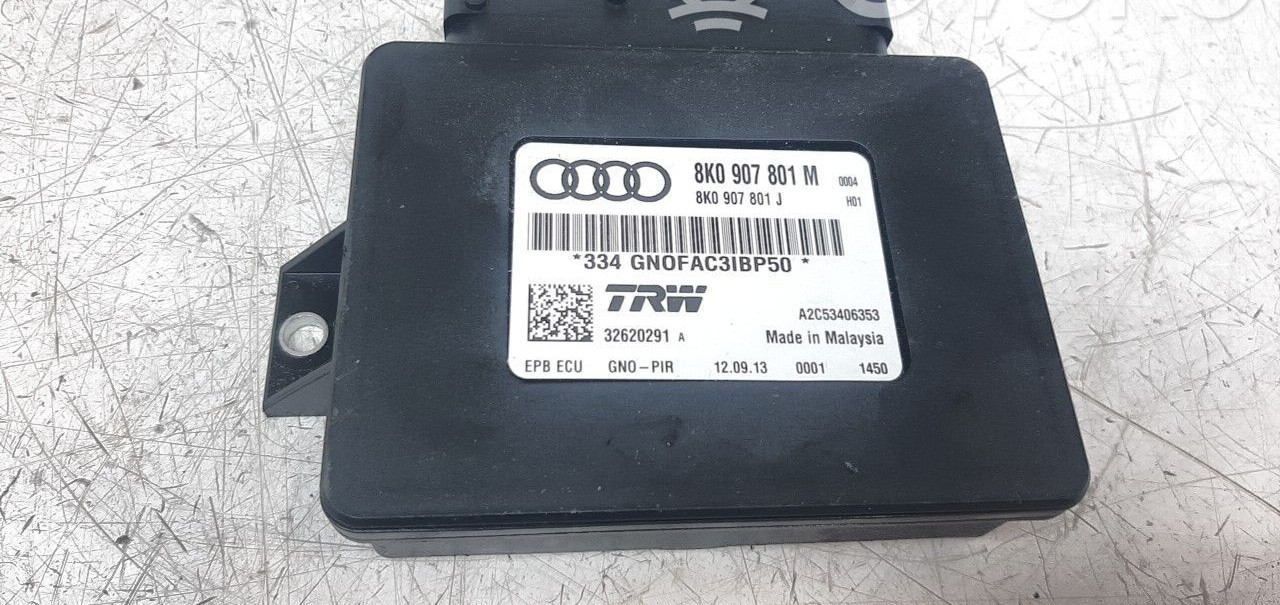 8K0 907 801 M 0004
8K0 907 801 J H01
*334 GNOFAC3IBP50 *
TRW
A2C53406353
32620291 A Made in Malaysia
EPB ECU GNO-PIR 12.09.13 0001 1450